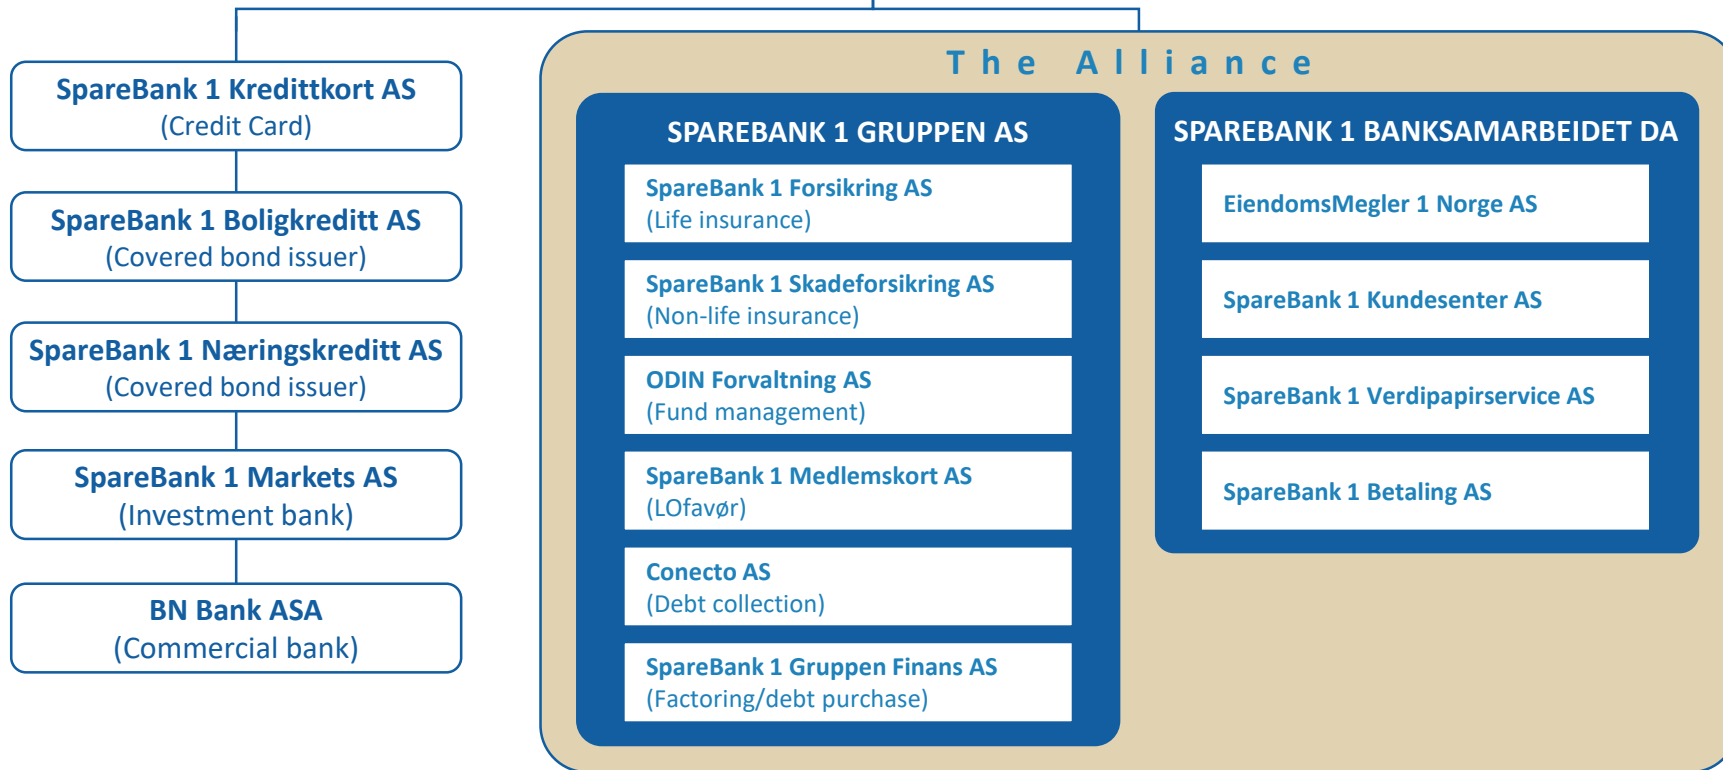 SpareBank 1 Kredittkort AS
(Credit Card)
SpareBank 1 Boligkreditt AS
(Covered bond issuer)
SpareBank 1 Næringskreditt AS
(Covered bond issuer)
SpareBank 1 Markets AS
(Investment bank)
BN Bank ASA
(Commercial bank)
The Alliance
SPAREBANK 1 GRUPPEN AS
SpareBank 1 Forsikring AS
(Life insurance)
SpareBank 1 Skadeforsikring AS
(Non-life insurance)
ODIN Forvaltning AS
(Fund management)
SpareBank 1 Medlemskort AS
(LOfavør)
Conecto AS
(Debt collection)
SpareBank 1 Gruppen Finans AS
(Factoring/debt purchase)
SPAREBANK 1 BANKSAMARBEIDET DA
EiendomsMegler 1 Norge AS
SpareBank 1 Kundesenter AS
SpareBank 1 Verdipapirservice AS
SpareBank 1 Betaling AS